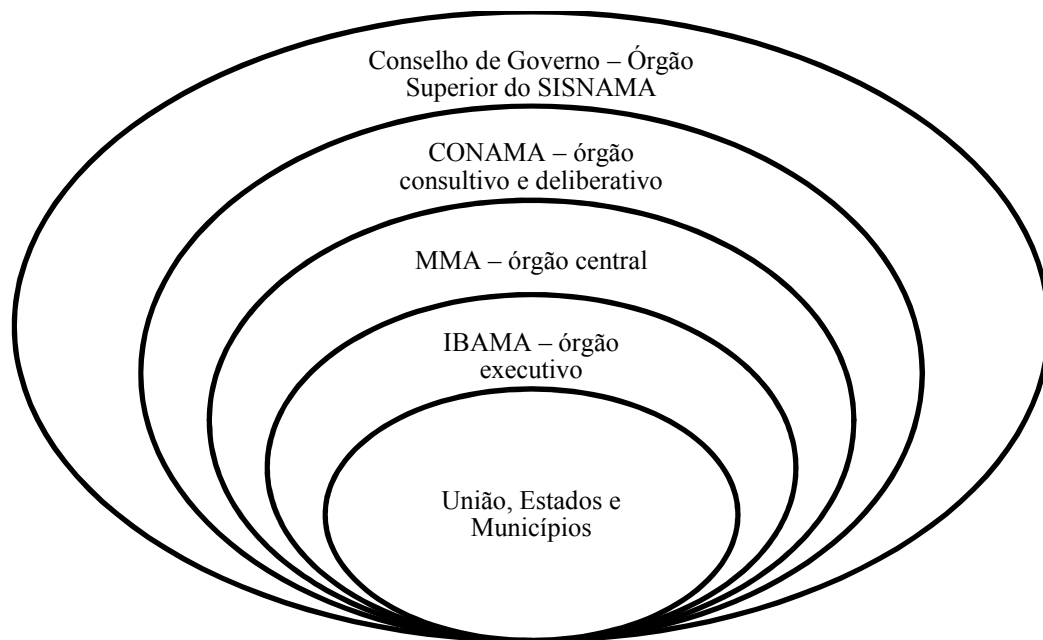 Conselho de Governo – Órgão
Superior do SISNAMA
CONAMA – órgão
consultivo e deliberativo
MMA – órgão central
IBAMA – órgão
executivo
União, Estados e
Municípios